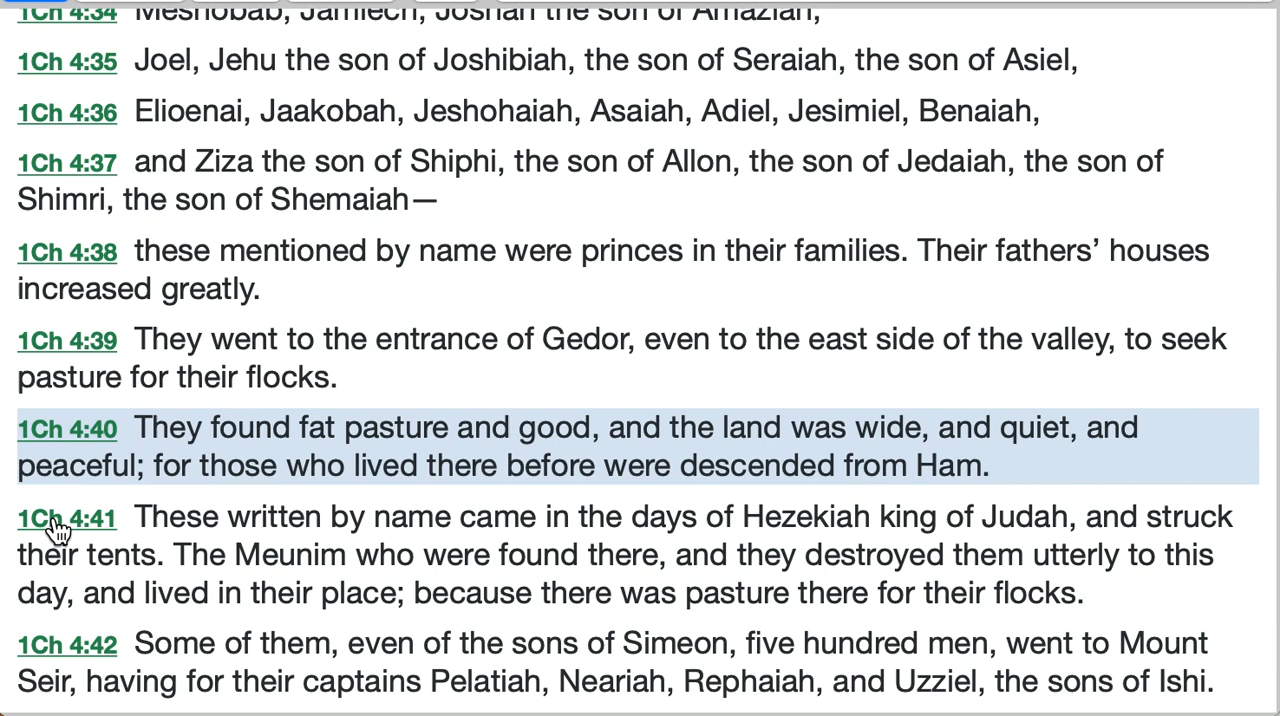 1Ch 4:34 Meshobab, Jamlech, Joshah the son of Amaziah,
1Ch 4:35 Joel, Jehu the son of Joshibiah, the son of Seraiah, the son of Asiel,
1Ch 4:36 Elioenai, Jaakobah, Jeshohaiah, Asaiah, Adiel, Jesimiel, Benaiah,
1Ch 4:37 and Ziza the son of Shiphi, the son of Allon, the son of Jedaiah, the son of
Shimri, the son of Shemaiah—
1Ch 4:38 these mentioned by name were princes in their families. Their fathers’ houses
increased greatly.
1Ch 4:39 They went to the entrance of Gedor, even to the east side of the valley, to seek
pasture for their flocks.
1Ch 4:40 They found fat pasture and good, and the land was wide, and quiet, and
peaceful; for those who lived there before were descended from Ham.
1Ch 4:41 These written by name came in the days of Hezekiah king of Judah, and struck
their tents. The Meunim who were found there, and they destroyed them utterly to this
day, and lived in their place; because there was pasture there for their flocks.
1Ch 4:42 Some of them, even of the sons of Simeon, five hundred men, went to Mount
Seir, having for their captains Pelatiah, Neariah, Rephaiah, and Uzziel, the sons of Ishi.